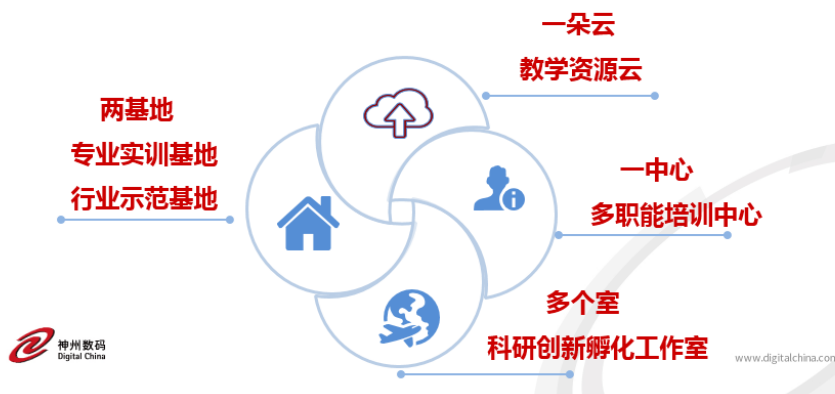 一朵云
教学资源云
两基地
专业实训基地
行业示范基地
一中心
多职能培训中心
多个室
科研创新孵化工作室
神州数码
Digital China
www.digitalchina.com